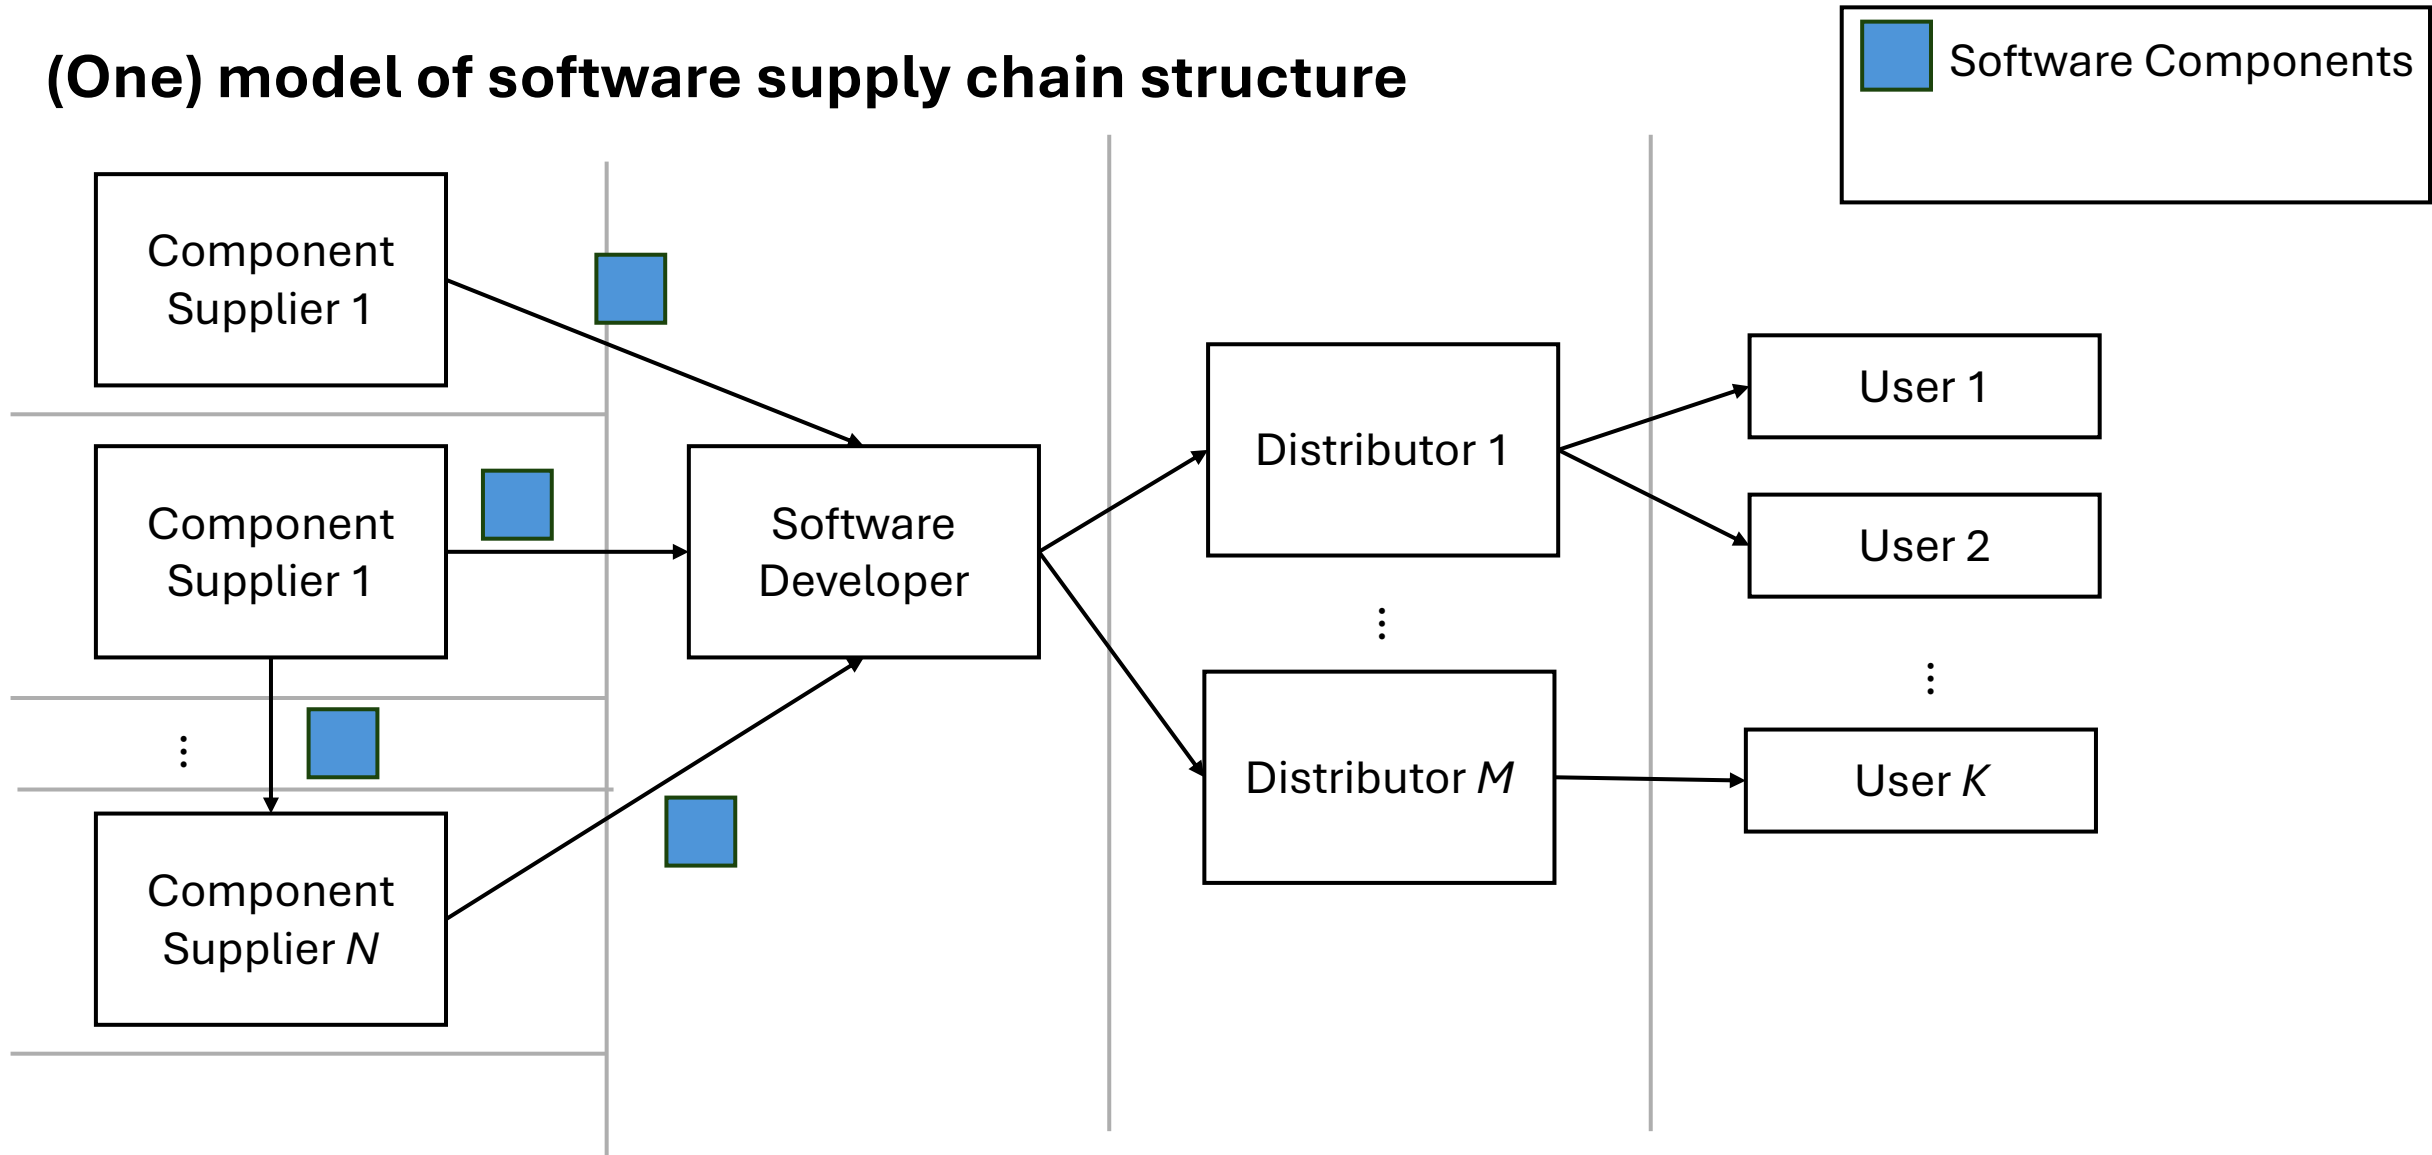 (One) model of software supply chain structure
Software Components
Component
Supplier 1
Component
Supplier 1
⋮
Component
Supplier N
Software
Developer
Distributor 1
⋮
Distributor M
User 1
User 2
⋮
User K